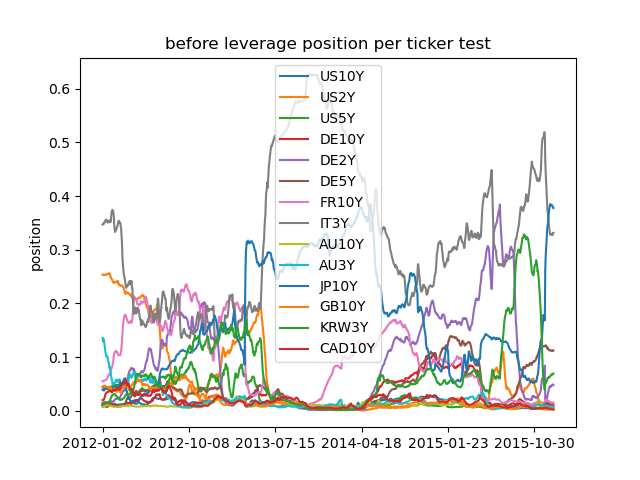 before leverage position per ticker test
position
0.6
0.5
0.4
0.3
0.2
0.1
0.0
US10Y
US2Y
US5Y
DE10Y
DE2Y
DE5Y
FR10Y
IT3Y
AU10Y
AU3Y
JP10Y
GB10Y
KRW3Y
CAD10Y
2012-01-02 2012-10-08 2013-07-15 2014-04-18 2015-01-23 2015-10-30